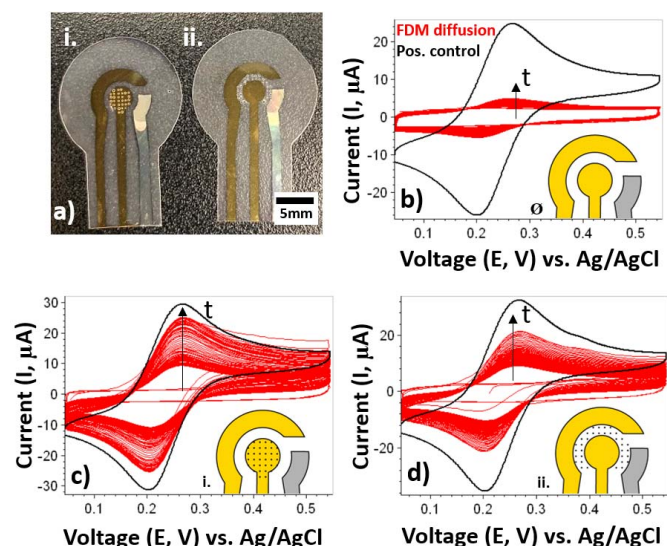 i. ii.
a)
5mm
FDM diffusion
Pos. control
t
20
10
0
-10
-20
Current (I, µA)
b)
ø
0.1 0.2 0.3 0.4 0.5
Voltage (E, V) vs. Ag/AgCl
30
20
10
0
-10
-20
-30
Current (I, µA)
t
c)
i.
0.1 0.2 0.3 0.4 0.5
Voltage (E, V) vs. Ag/AgCl
20
0
-20
Current (I, µA)
t
d)
ii.
0.1 0.2 0.3 0.4 0.5
Voltage (E, V) vs. Ag/AgCl